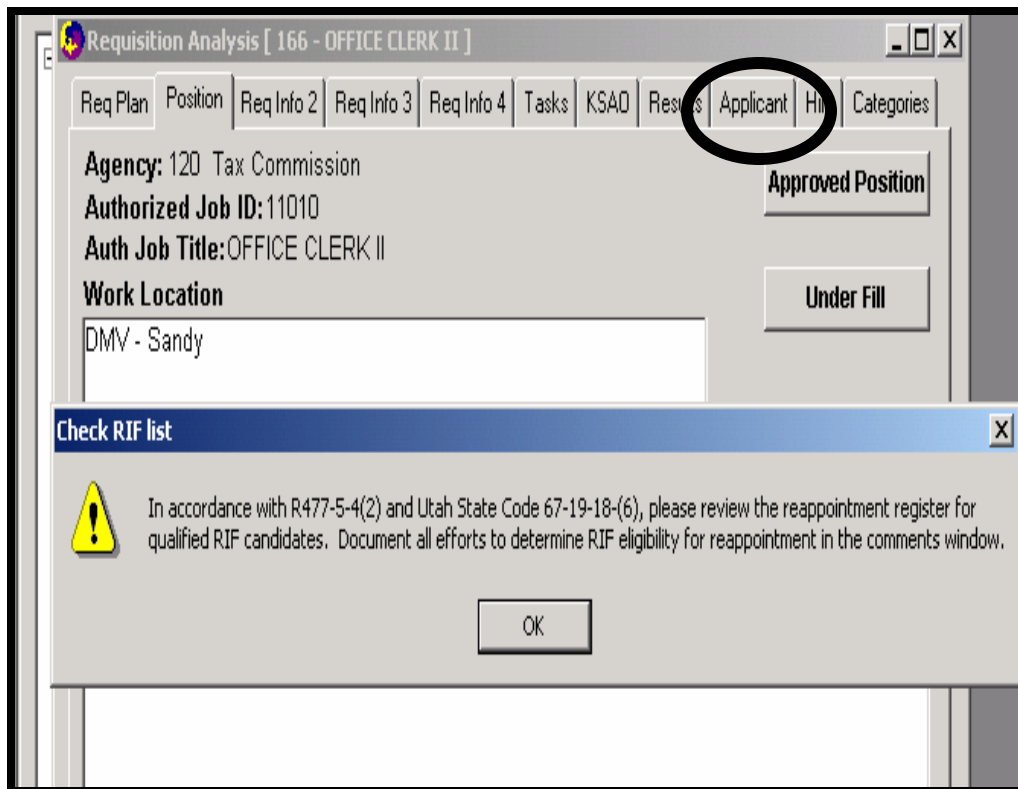 Requisition Analysis [ 166 - OFFICE CLERK II ]
Req Plan Position Req Info 2 Req Info 3 Req Info 4 Tasks KSAO Applicant Categories
Agency: 120 Tax Commission
Approved Position
Authorized Job ID: 11010
Auth Job Title: OFFICE CLERK II
Work Location
Under Fill
DMV - Sandy
Check RIF list
In accordance with R477-5-4(2) and Utah State Code 67-19-18-(6), please review the reappointment register for
qualified RIF candidates. Document all efforts to determine RIF eligibility for reappointment in the comments window.
OK